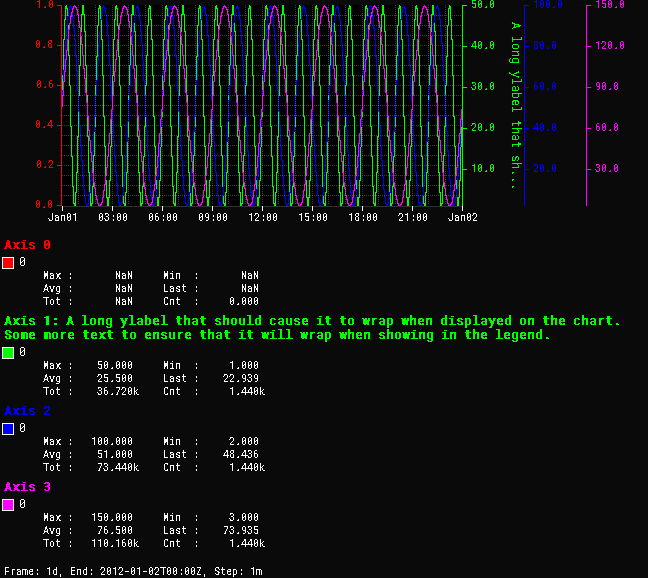 1.0 50.0 100.0 150.0
0.8 40.0 80.0 120.0
0.6 30.0 60.0 90.0
0.4 20.0 40.0 60.0
0.2 10.0 20.0 30.0
0.0
A long ylabel that sh...
Jan01 03:00 06:00 09:00 12:00 15:00 18:00 21:00 Jan02
Axis 0
0
Max : NaN Min : NaN
Avg : NaN Last : NaN
Tot : NaN Cnt : 0.000
Axis 1: A long ylabel that should cause it to wrap when displayed on the chart.
Some more text to ensure that it will wrap when showing in the legend.
0
Max : 50.000 Min : 1.000
Avg : 25.500 Last : 22.939
Tot : 36.720k Cnt : 1.440k
Axis 2
0
Max : 100.000 Min : 2.000
Avg : 51.000 Last : 48.436
Tot : 73.440k Cnt : 1.440k
Axis 3
0
Max : 150.000 Min : 3.000
Avg : 76.500 Last : 73.935
Tot : 110.160k Cnt : 1.440k
Frame: 1d, End: 2012-01-02T00:00Z, Step: 1m